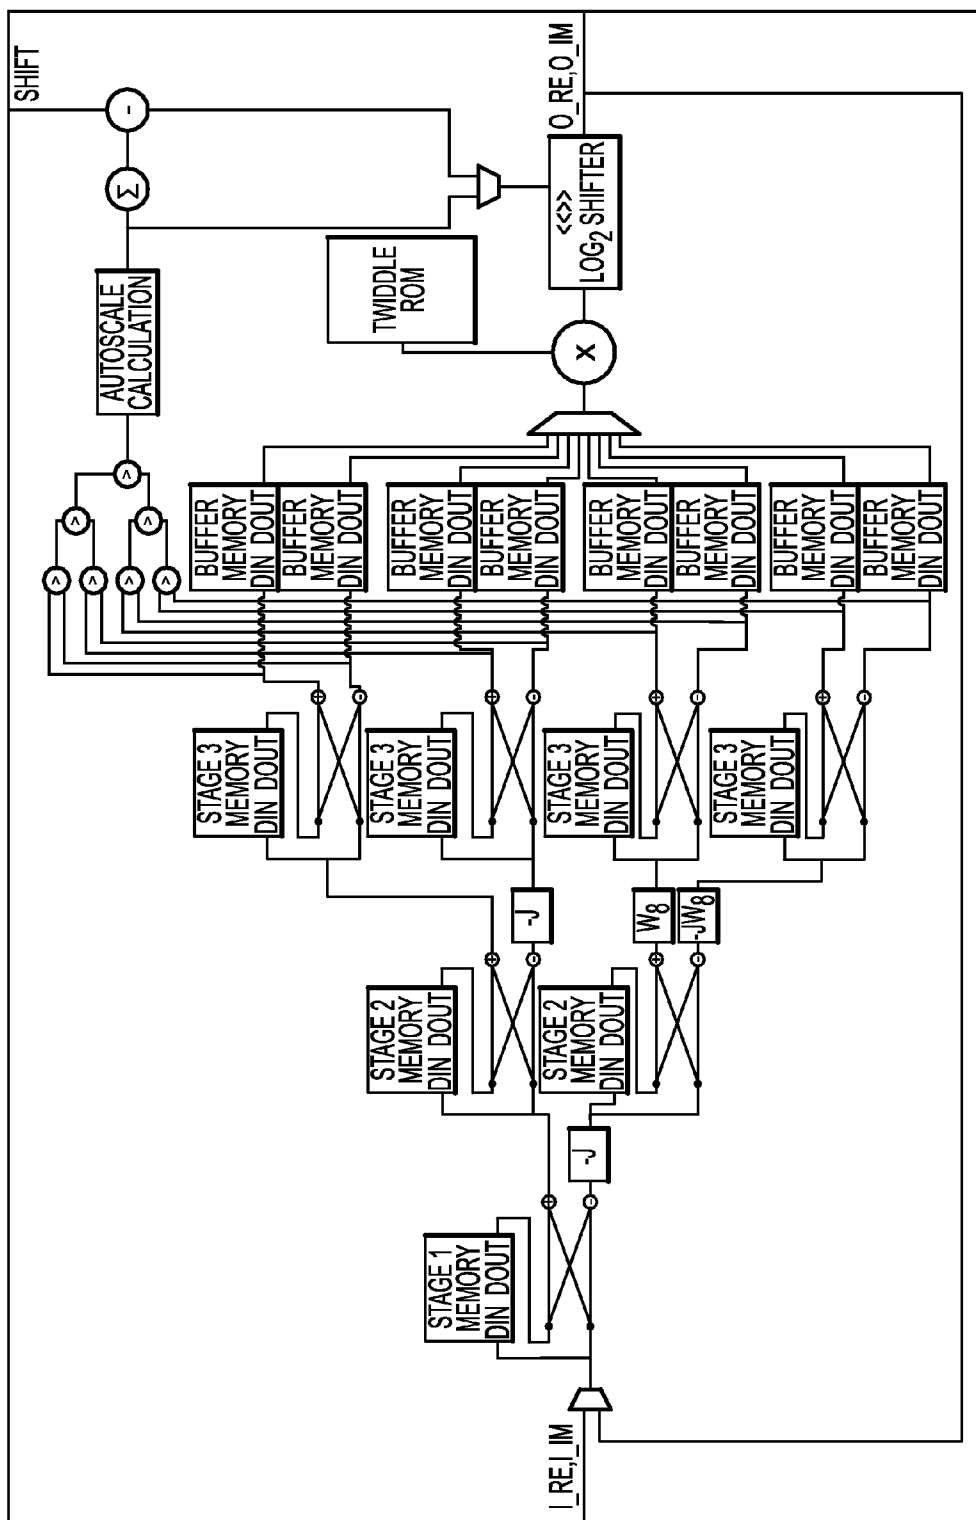 I_RE,I_IM
STAGE 1
MEMORY
DIN DOUT
+
-
-J
STAGE 2
MEMORY
DIN DOUT
+
-
STAGE 2
MEMORY
DIN DOUT
+
-
-J
W8
-JW8
STAGE 3
MEMORY
DIN DOUT
+
-
STAGE 3
MEMORY
DIN DOUT
+
-
STAGE 3
MEMORY
DIN DOUT
+
-
STAGE 3
MEMORY
DIN DOUT
+
-
BUFFER
MEMORY
DIN DOUT
BUFFER
MEMORY
DIN DOUT
BUFFER
MEMORY
DIN DOUT
BUFFER
MEMORY
DIN DOUT
BUFFER
MEMORY
DIN DOUT
BUFFER
MEMORY
DIN DOUT
BUFFER
MEMORY
DIN DOUT
BUFFER
MEMORY
DIN DOUT
<
<
<
<
<
<
<
AUTOSCALE
CALCULATION
TWIDDLE
ROM
X
<<>>
LOG2 SHIFTER
Σ
-
SHIFT
O_RE,O_IM